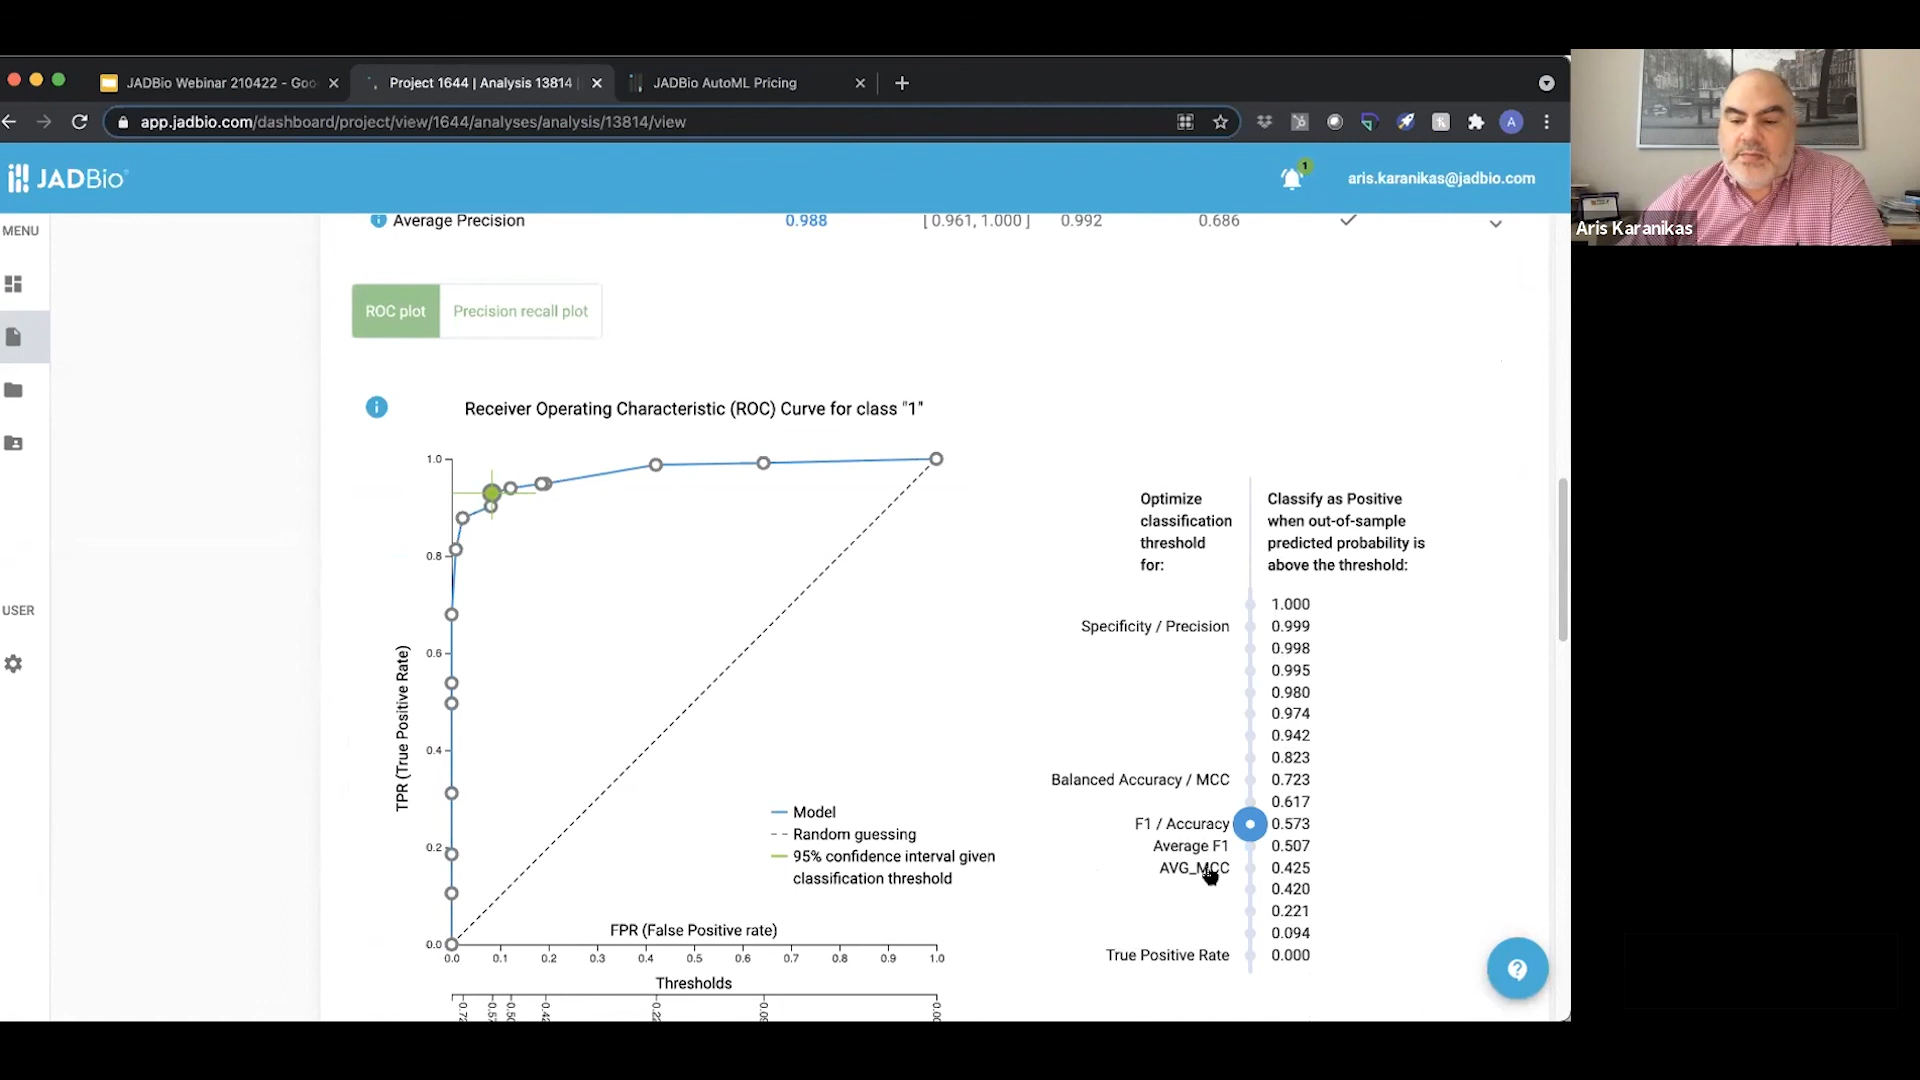 JADBio Webinar 210422 - Goo
Project 1644 | Analysis 13814
JADBio AutoML Pricing
app.jadbio.com/dashboard/project/view/1644/analyses/analysis/13814/view
A
JADBio
1
aris.karanikas@jadbio.com
Aris Karanikas
MENU
USER
Average Precision 0.988 [ 0.961, 1.000 ] 0.992 0.686
ROC plot Precision recall plot
Receiver Operating Characteristic (ROC) Curve for class "1"
1.0
0.8
0.6
0.4
0.2
0.0
TPR (True Positive Rate)
Model
Random guessing
95% confidence interval given
classification threshold
FPR (False Positive rate)
0.0 0.1 0.2 0.3 0.4 0.5 0.6 0.7 0.8 0.9 1.0
Thresholds
Optimize
classification
threshold
for:
Classify as Positive
when out-of-sample
predicted probability is
above the threshold:
1.000
Specificity / Precision 0.999
0.998
0.995
0.980
0.974
0.942
0.823
Balanced Accuracy / MCC 0.723
0.617
F1 / Accuracy 0.573
Average F1 0.507
AVG_MCC 0.425
0.420
0.221
0.094
True Positive Rate 0.000